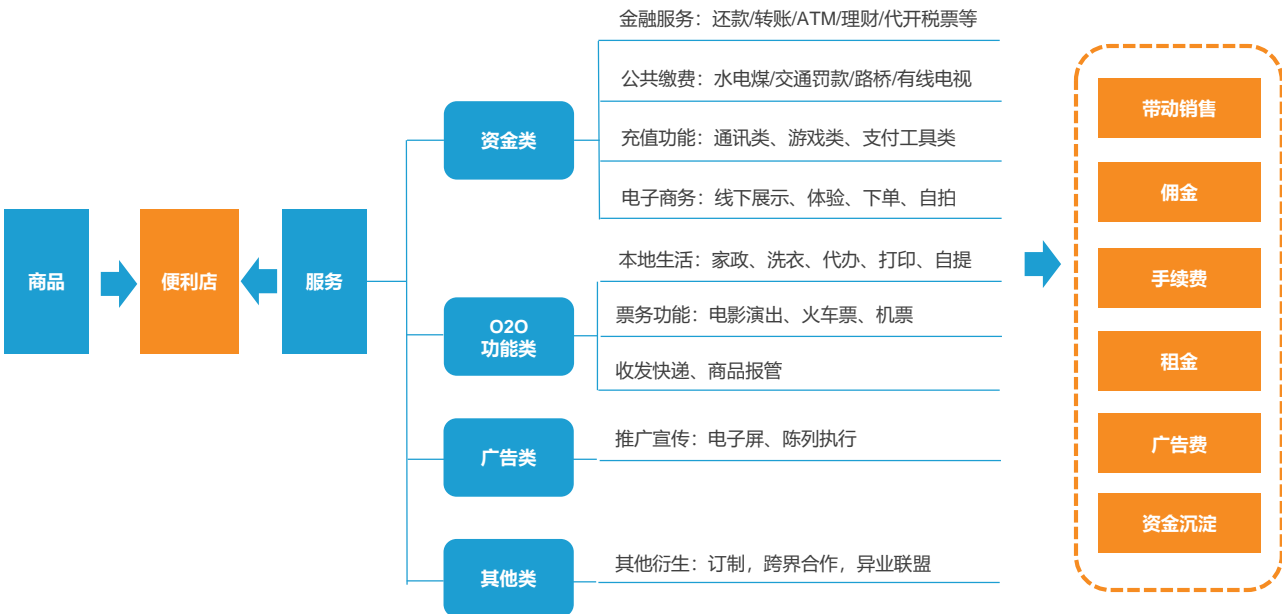 商品
便利店
服务
资金类
金融服务：还款/转账/ATM/理财/代开税票等
公共缴费：水电煤/交通罚款/路桥/有线电视
充值功能：通讯类、游戏类、支付工具类
电子商务：线下展示、体验、下单、自拍
O2O
功能类
本地生活：家政、洗衣、代办、打印、自提
票务功能：电影演出、火车票、机票
收发快递、商品报管
广告类
推广宣传：电子屏、陈列执行
其他类
其他衍生：订制，跨界合作，异业联盟
带动销售
佣金
手续费
租金
广告费
资金沉淀